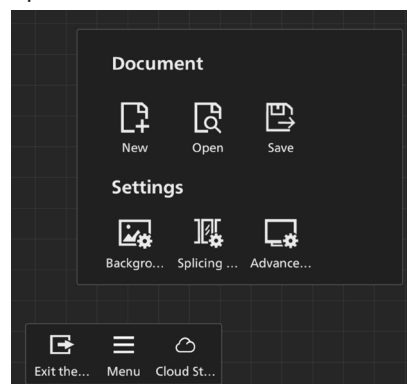 Document
New Open Save
Settings
Backgro... Splicing ... Advance...
Exit the... Menu Cloud St...